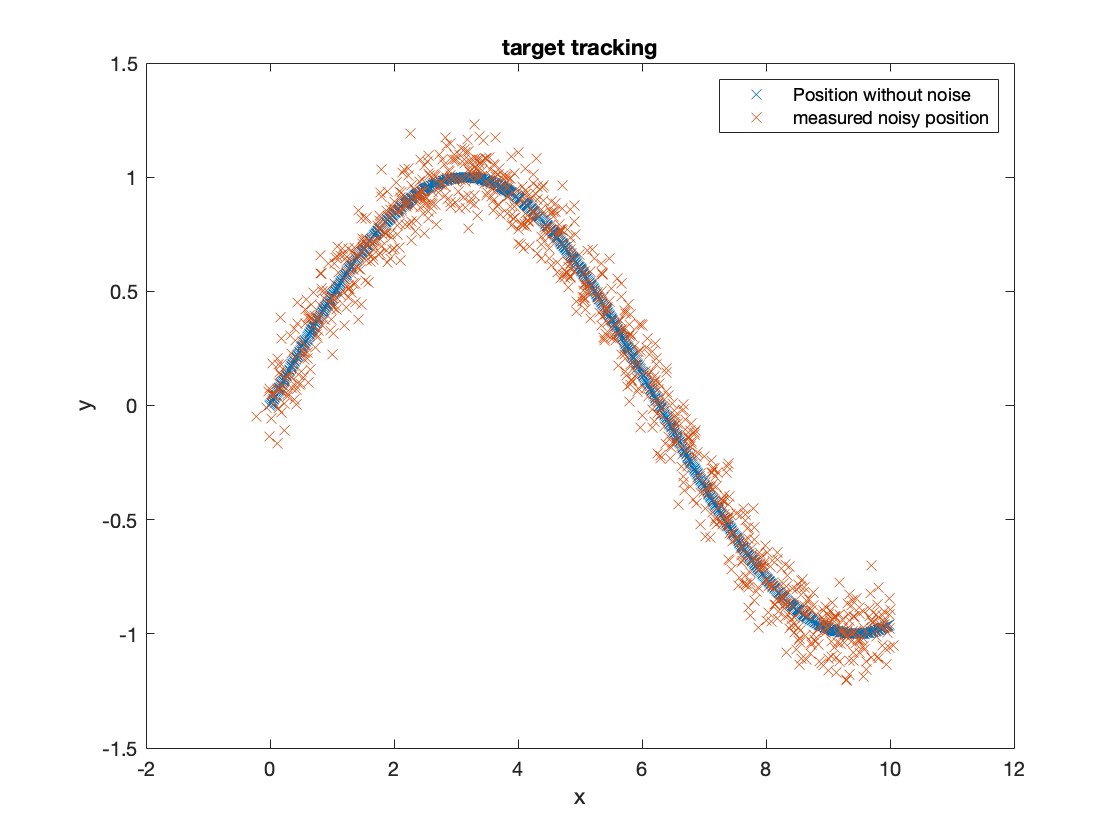 target tracking
Position without noise
measured noisy position
1.5
1
0.5
0
-0.5
-1
-1.5
y
-2 0 2 4 6 8 10 12
x